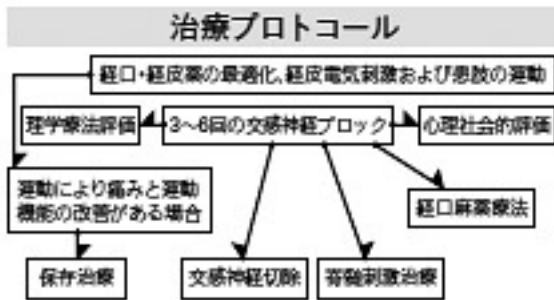 治療プロトコール
経口・経皮薬の最適化、経皮電気刺激および患肢の運動
理学療法評価
3〜6回の交感神経ブロック
心理社会的評価
運動により痛みと運動
機能の改善がある場合
経口麻薬療法
保存治療
交感神経切除
脊髄刺激治療